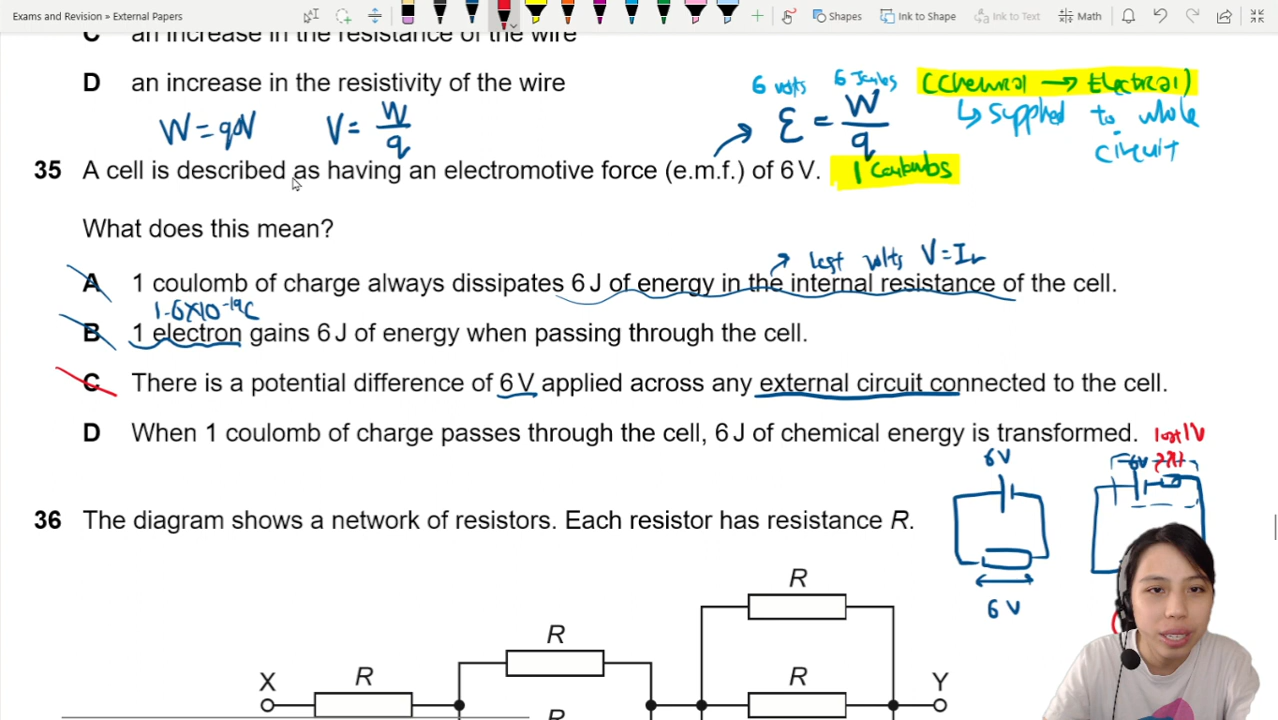 Exams and Revision » External Papers
Shapes
Ink to Shape
Ink to Text
Math
C an increase in the resistance of the wire
D an increase in the resistivity of the wire
6 volts
(Chemical → Electrical)
W = qΔV
V = W/q
ℰ = W/q
↳ supplied to whole
circuit
35 A cell is described as having an electromotive force (e.m.f.) of 6 V.
What does this mean?
lost volts V = Ir
A 1 coulomb of charge always dissipates 6 J of energy in the internal resistance of the cell.
1.6×10⁻¹⁹C
B 1 electron gains 6 J of energy when passing through the cell.
C There is a potential difference of 6 V applied across any external circuit connected to the cell.
D When 1 coulomb of charge passes through the cell, 6 J of chemical energy is transformed.
lost 1V
6V
6V
6V
36 The diagram shows a network of resistors. Each resistor has resistance R.
R
R
X
R
R
Y
R